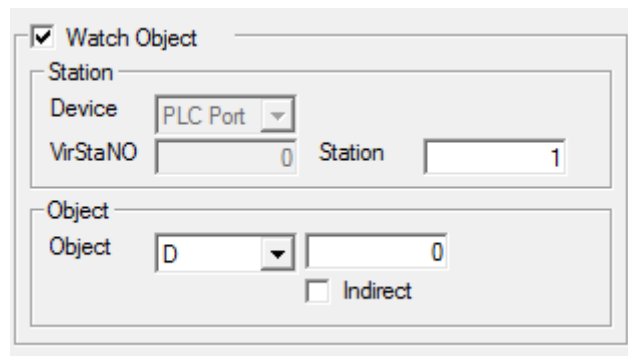 Watch Object
Station
Device PLC Port
VirStaNO 0 Station 1
Object
Object D 0
Indirect